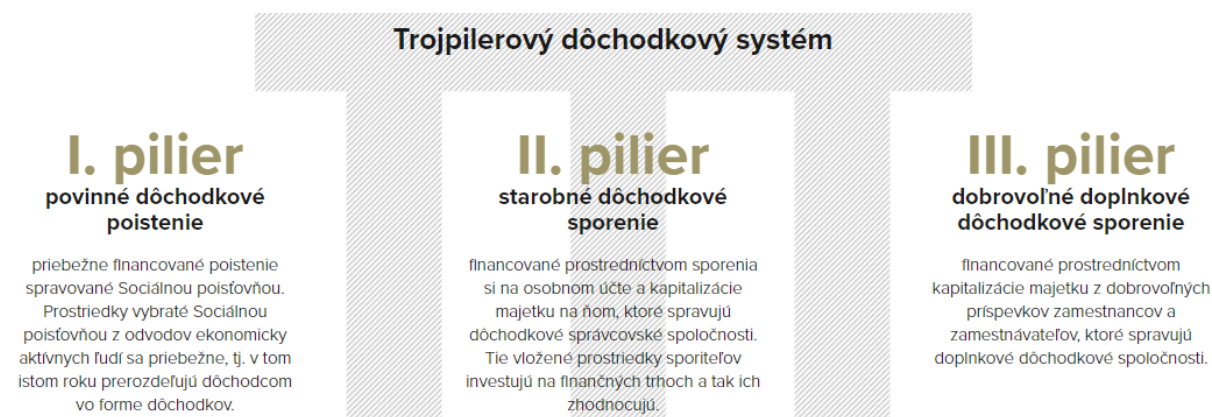 Trojpilerový dôchodkový systém
I. pilier
povinné dôchodkové
poistenie
priebežne financované poistenie
spravované Sociálnou poisťovňou.
Prostriedky vybraté Sociálnou
poisťovňou z odvodov ekonomicky
aktívnych ľudí sa priebežne, tj. v tom
istom roku prerozdeľujú dôchodcom
vo forme dôchodkov.
II. pilier
starobné dôchodkové
sporenie
financované prostredníctvom sporenia
si na osobnom účte a kapitalizácie
majetku na ňom, ktoré spravujú
dôchodkové správcovské spoločnosti.
Tie vložené prostriedky sporiteľov
investujú na finančných trhoch a tak ich
zhodnocujú.
III. pilier
dobrovoľné doplnkové
dôchodkové sporenie
financované prostredníctvom
kapitalizácie majetku z dobrovoľných
príspevkov zamestnancov a
zamestnávateľov, ktoré spravujú
doplnkové dôchodkové spoločnosti.